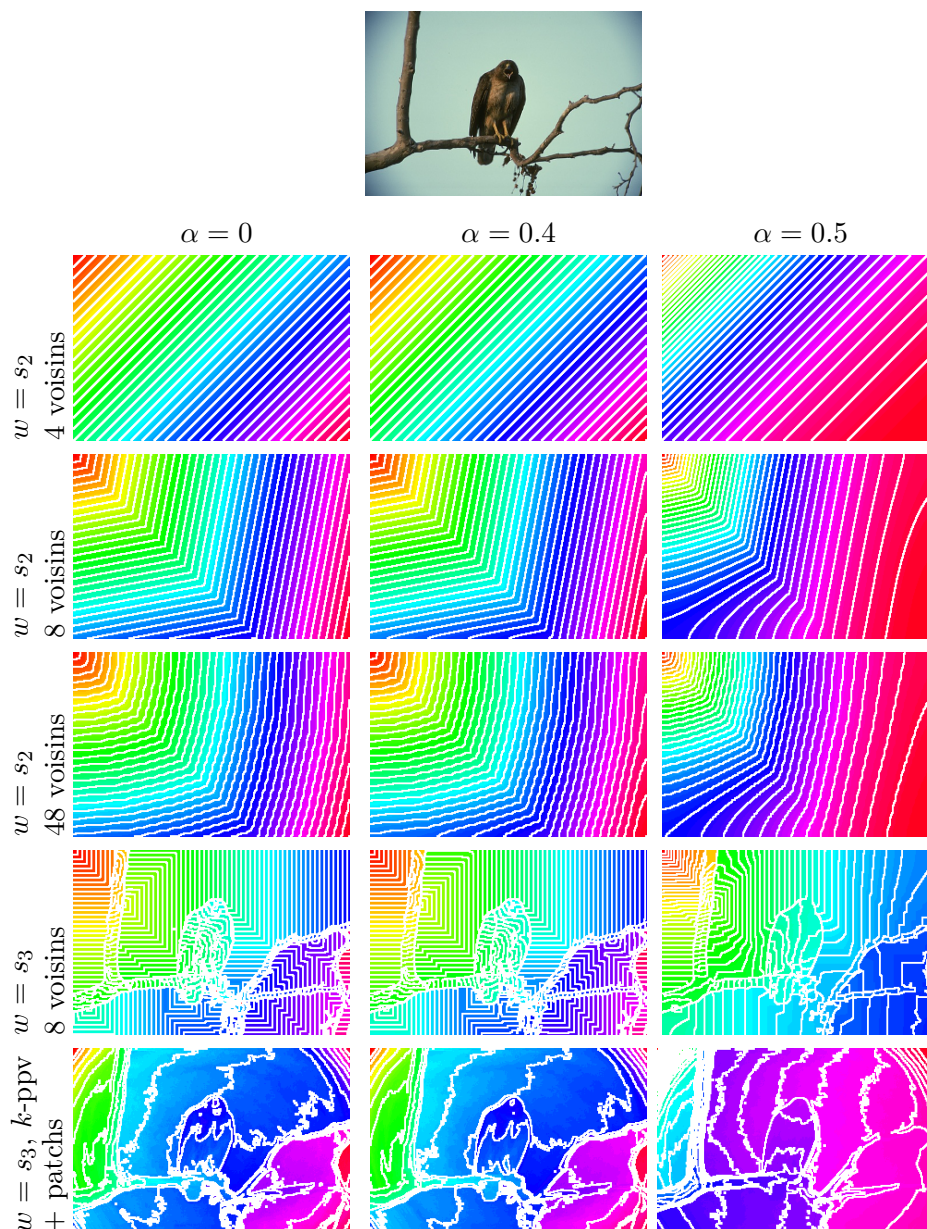 α = 0
α = 0.4
α = 0.5
w = s₂
4 voisins
w = s₂
8 voisins
w = s₂
48 voisins
w = s₃
8 voisins
w = s₃, k-ppv
+ patchs